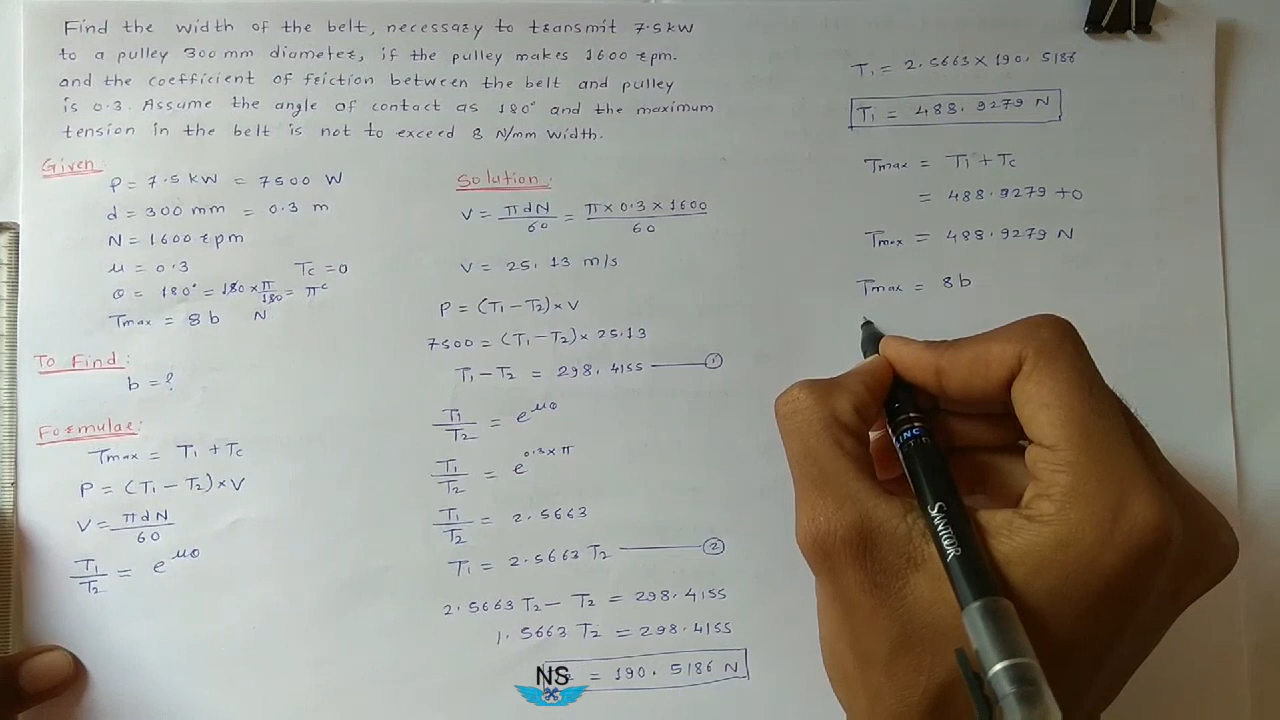 Find the width of the belt, necessary to transmit 7.5 kW
to a pulley 300 mm diameter, if the pulley makes 1600 rpm.
and the coefficient of friction between the belt and pulley
is 0.3. Assume the angle of contact as 180° and the maximum
tension in the belt is not to exceed 8 N/mm width.
Given
P = 7.5 kW = 7500 W
d = 300 mm = 0.3 m
N = 1600 rpm
μ = 0.3 Tc = 0
θ = 180° = 180 × π/180 = πᶜ
Tmax = 8 b N
To Find:
b = ?
Formulae:
Tmax = T1 + Tc
P = (T1 - T2) × V
V = πdN/60
T1/T2 = e^μθ
Solution:
V = πdN/60 = π × 0.3 × 1600/60
V = 25.13 m/s
P = (T1 - T2) × V
7500 = (T1 - T2) × 25.13
T1 - T2 = 298.4155 — 1
T1/T2 = e^μθ
T1/T2 = e^0.3×π
T1/T2 = 2.5663
T1 = 2.5663 T2 — 2
2.5663 T2 - T2 = 298.4155
1.5663 T2 = 298.4155
= 190.5186 N
NS
T1 = 2.5663 × 190.5186
T1 = 488.9279 N
Tmax = T1 + Tc
= 488.9279 + 0
Tmax = 488.9279 N
Tmax = 8b
LINC
SANTOOR